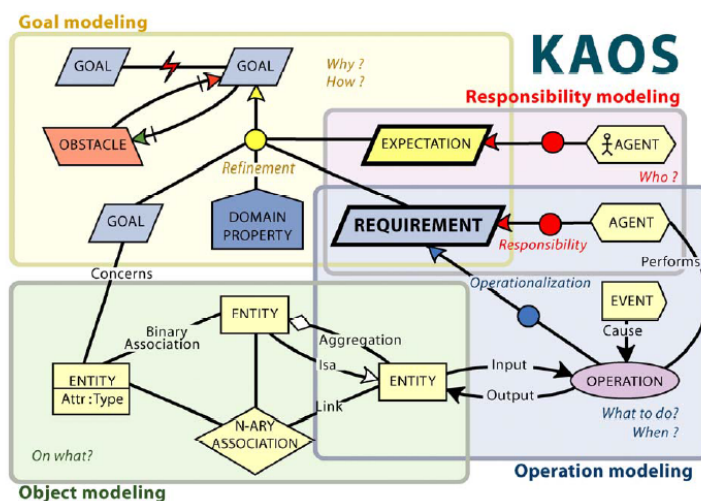 Goal modeling
KAOS
GOAL
GOAL
Why ?
How ?
Responsibility modeling
OBSTACLE
EXPECTATION
AGENT
Refinement
Who ?
GOAL
DOMAIN
PROPERTY
REQUIREMENT
AGENT
Responsibility
Concerns
Performs
Operationalization
EVENT
ENTITY
Cause
Binary
Association
Aggregation
Isa
ENTITY
Attr :Type
ENTITY
Input
OPERATION
Output
Link
N-ARY
ASSOCIATION
What to do?
When ?
On what?
Operation modeling
Object modeling